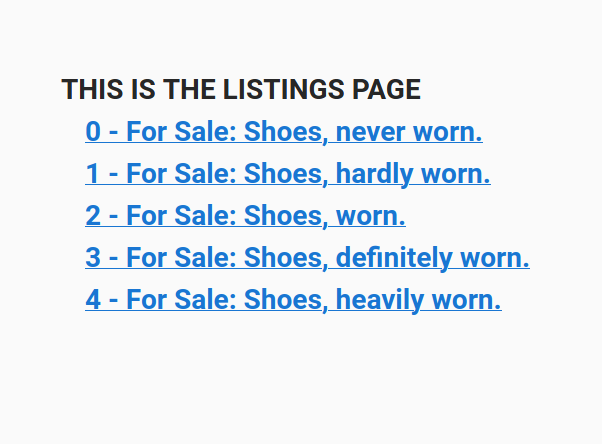 THIS IS THE LISTINGS PAGE
0 - For Sale: Shoes, never worn.
1 - For Sale: Shoes, hardly worn.
2 - For Sale: Shoes, worn.
3 - For Sale: Shoes, definitely worn.
4 - For Sale: Shoes, heavily worn.